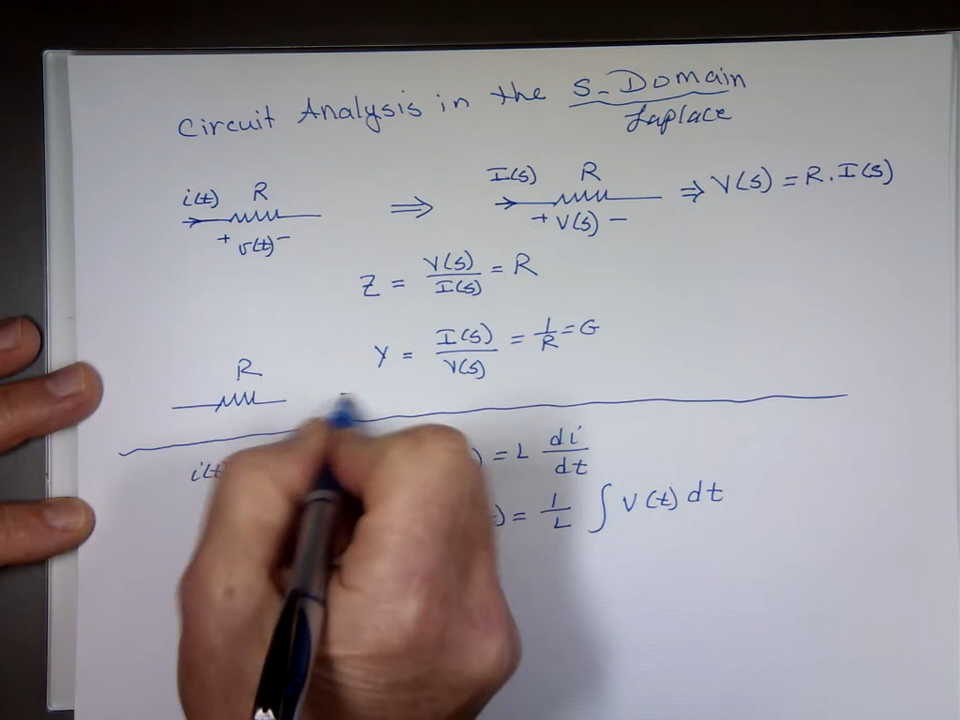 Circuit Analysis in the S-Domain
Laplace
i(t) R ⇒ I(s) R ⇒ V(s) = R . I(s)
+ v(t) - + V(s) -
Z = V(s)/I(s) = R
Y = I(s)/V(s) = 1/R = G
R
i(t) ) = L di/dt
) = 1/L ∫ V(t) dt